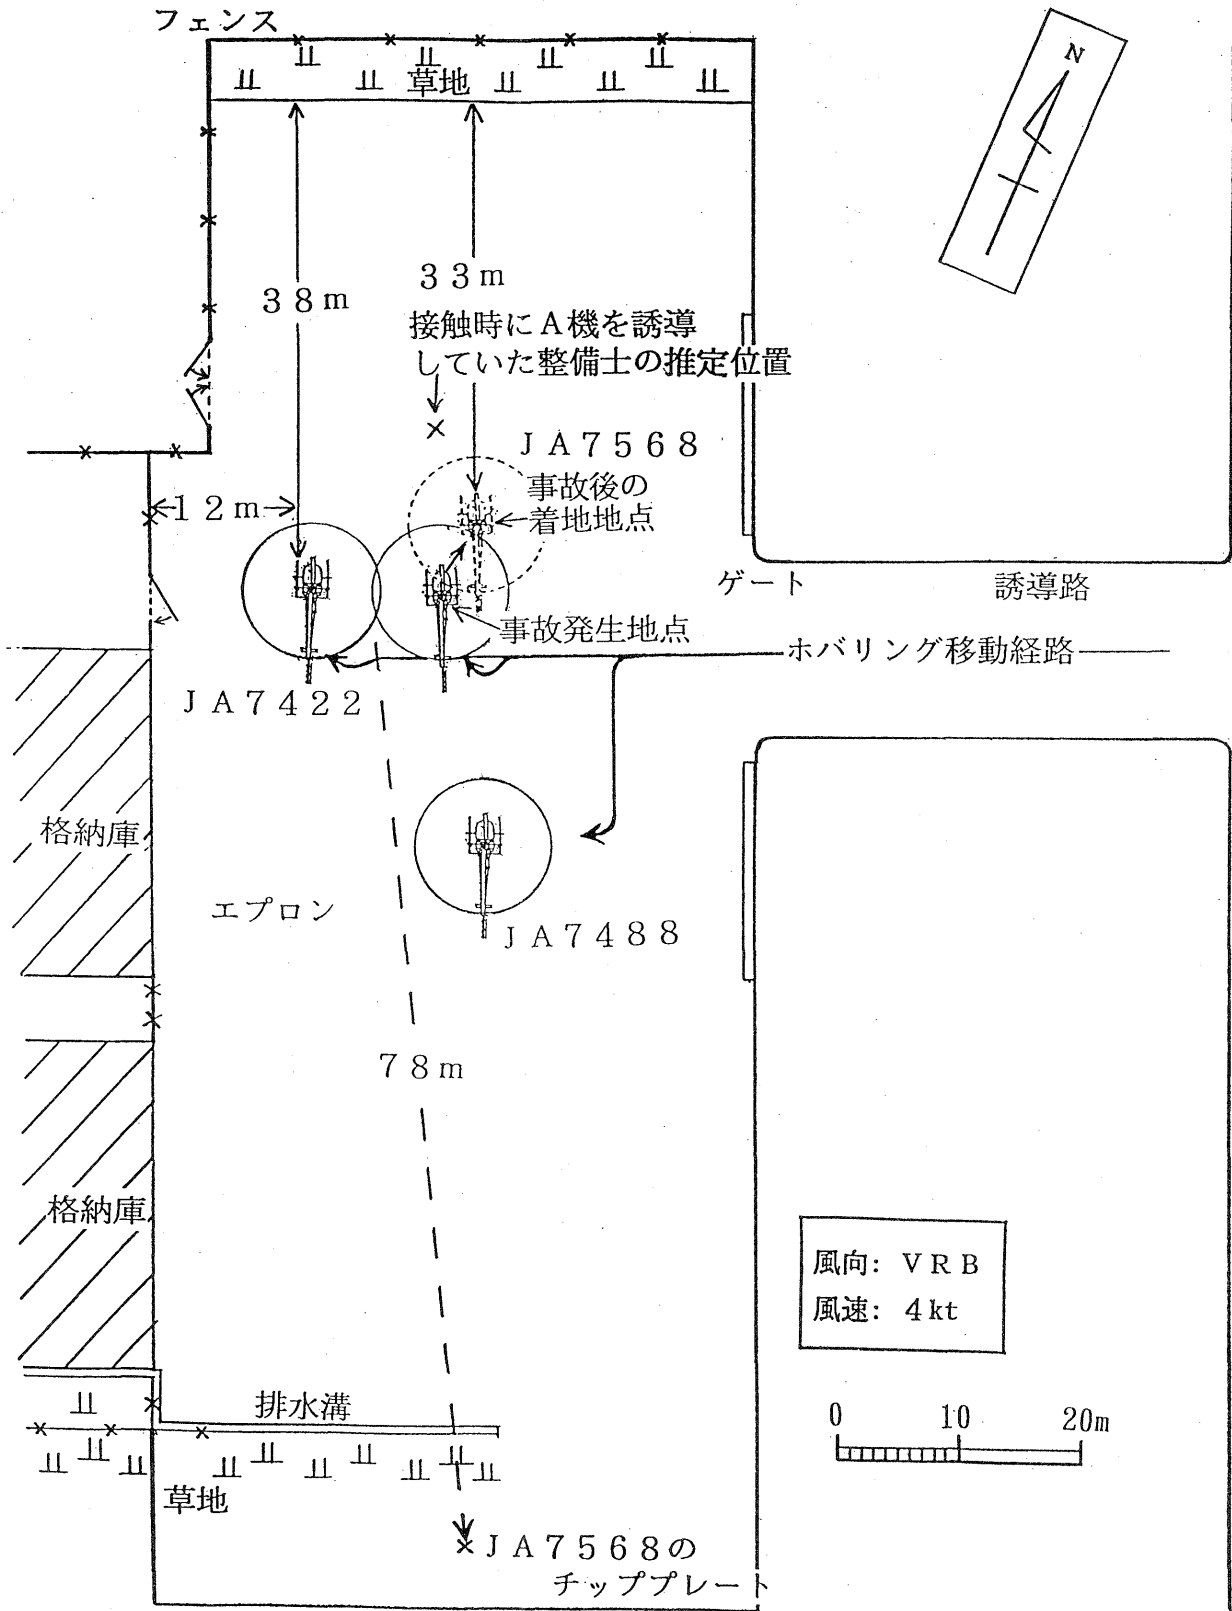 フェンス
草地
N
38m
33m
接触時にA機を誘導
していた整備士の推定位置
JA7568
事故後の
着地地点
12m
ゲート
誘導路
事故発生地点
ホバリング移動経路
JA7422
格納庫
エプロン
JA7488
78m
格納庫
風向: VRB
風速: 4kt
排水溝
0 10 20m
草地
JA7568の
チッププレート